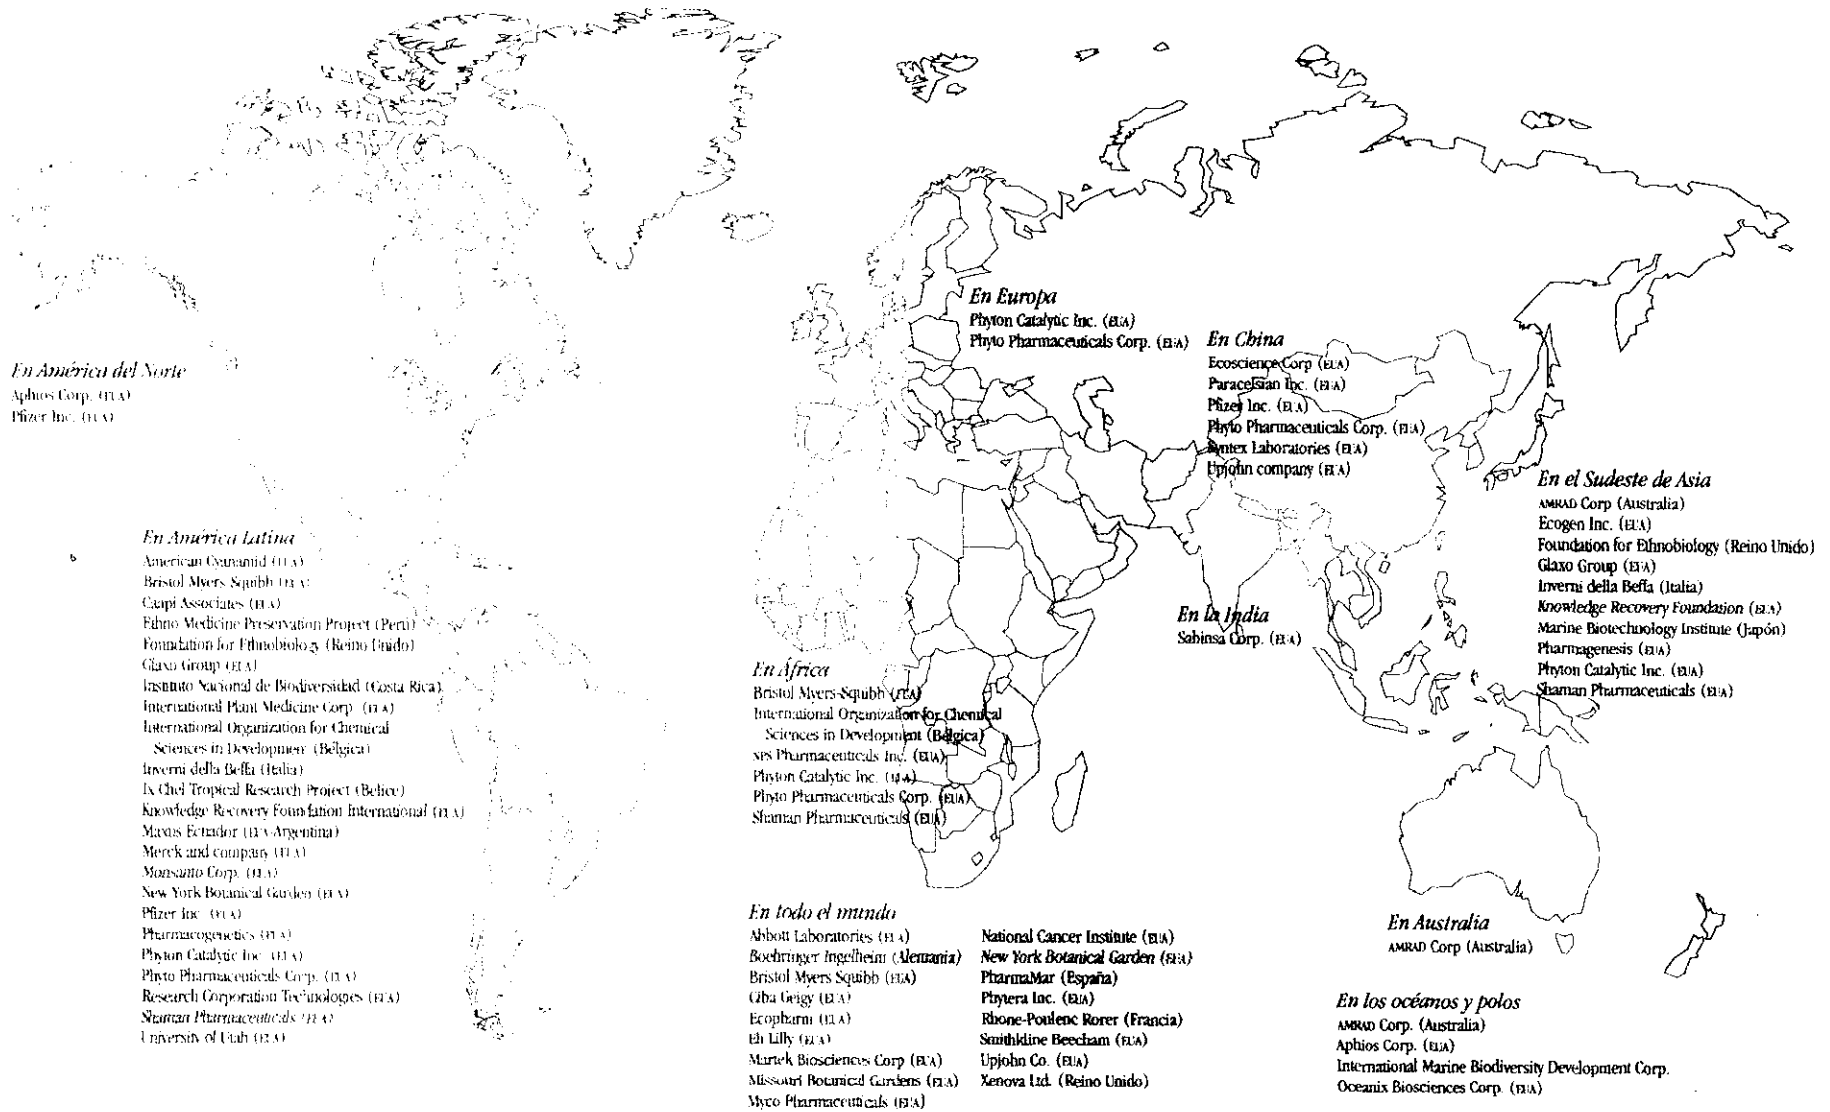 En América del Norte
Aphios Corp. (EUA)
Pfizer Inc. (EUA)
En América Latina
American Cyanamid (EUA)
Bristol Myers Squibb (EUA)
Caapi Associates (EUA)
Ethno Medicine Preservation Project (Perú)
Foundation for Ethnobiology (Reino Unido)
Glaxo Group (EUA)
Instituto Nacional de Biodiversidad (Costa Rica)
International Plant Medicine Corp. (EUA)
International Organization for Chemical
Sciences in Development (Bélgica)
Inverni della Beffa (Italia)
Ix Chel Tropical Research Project (Belice)
Knowledge Recovery Foundation International (EUA)
Maxus Ecuador (EUA-Argentina)
Merck and company (EUA)
Monsanto Corp. (EUA)
New York Botanical Garden (EUA)
Pfizer Inc. (EUA)
Pharmacogenetics (EUA)
Phyton Catalytic Inc. (EUA)
Phyto Pharmaceuticals Corp. (EUA)
Research Corporation Technologies (EUA)
Shaman Pharmaceuticals (EUA)
University of Utah (EUA)
En Europa
Phyton Catalytic Inc. (EUA)
Phyto Pharmaceuticals Corp. (EUA)
En China
Ecoscience Corp (EUA)
Paracelsian Inc. (EUA)
Pfizer Inc. (EUA)
Phyto Pharmaceuticals Corp. (EUA)
Syntex Laboratories (EUA)
Upjohn company (EUA)
En el Sudeste de Asia
AMRAD Corp (Australia)
Ecogen Inc. (EUA)
Foundation for Ethnobiology (Reino Unido)
Glaxo Group (EUA)
Inverni della Beffa (Italia)
Knowledge Recovery Foundation (EUA)
Marine Biotechnology Institute (Japón)
Pharmagenesis (EUA)
Phyton Catalytic Inc. (EUA)
Shaman Pharmaceuticals (EUA)
En la India
Sabinsa Corp. (EUA)
En África
Bristol Myers-Squibb (EUA)
International Organization for Chemical
Sciences in Development (Bélgica)
NPS Pharmaceuticals Inc. (EUA)
Phyton Catalytic Inc. (EUA)
Phyto Pharmaceuticals Corp. (EUA)
Shaman Pharmaceuticals (EUA)
En todo el mundo
Abbott Laboratories (EUA)
Boehringer Ingelheim (Alemania)
Bristol Myers Squibb (EUA)
Ciba Geigy (EUA)
Ecopharm (EUA)
Eli Lilly (EUA)
Martek Biosciences Corp (EUA)
Missouri Botanical Gardens (EUA)
Myco Pharmaceuticals (EUA)
National Cancer Institute (EUA)
New York Botanical Garden (EUA)
PharmaMar (España)
Phytera Inc. (EUA)
Rhone-Poulenc Rorer (Francia)
Smithkline Beecham (EUA)
Upjohn Co. (EUA)
Xenova Ltd. (Reino Unido)
En Australia
AMRAD Corp (Australia)
En los océanos y polos
AMRAD Corp. (Australia)
Aphios Corp. (EUA)
International Marine Biodiversity Development Corp.
Oceanix Biosciences Corp. (EUA)